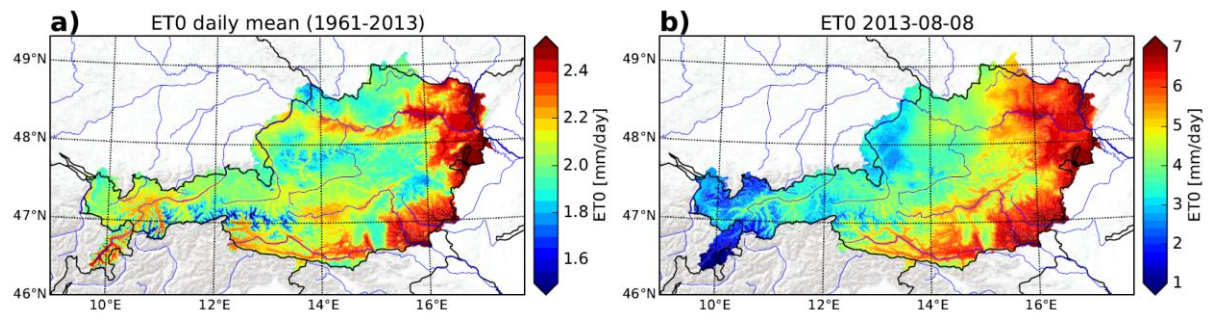 a) ET0 daily mean (1961-2013)
49°N
48°N
47°N
46°N
10°E 12°E 14°E 16°E
2.4
2.2
2.0
1.8
1.6
ET0 [mm/day]
b) ET0 2013-08-08
49°N
48°N
47°N
46°N
10°E 12°E 14°E 16°E
7
6
5
4
3
2
1
ET0 [mm/day]